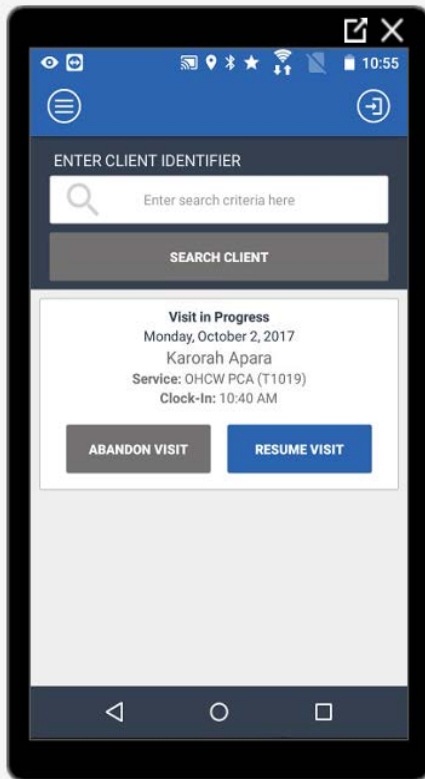 10:55
ENTER CLIENT IDENTIFIER
Enter search criteria here
SEARCH CLIENT
Visit in Progress
Monday, October 2, 2017
Karorah Apara
Service: OHCW PCA (T1019)
Clock-In: 10:40 AM
ABANDON VISIT RESUME VISIT